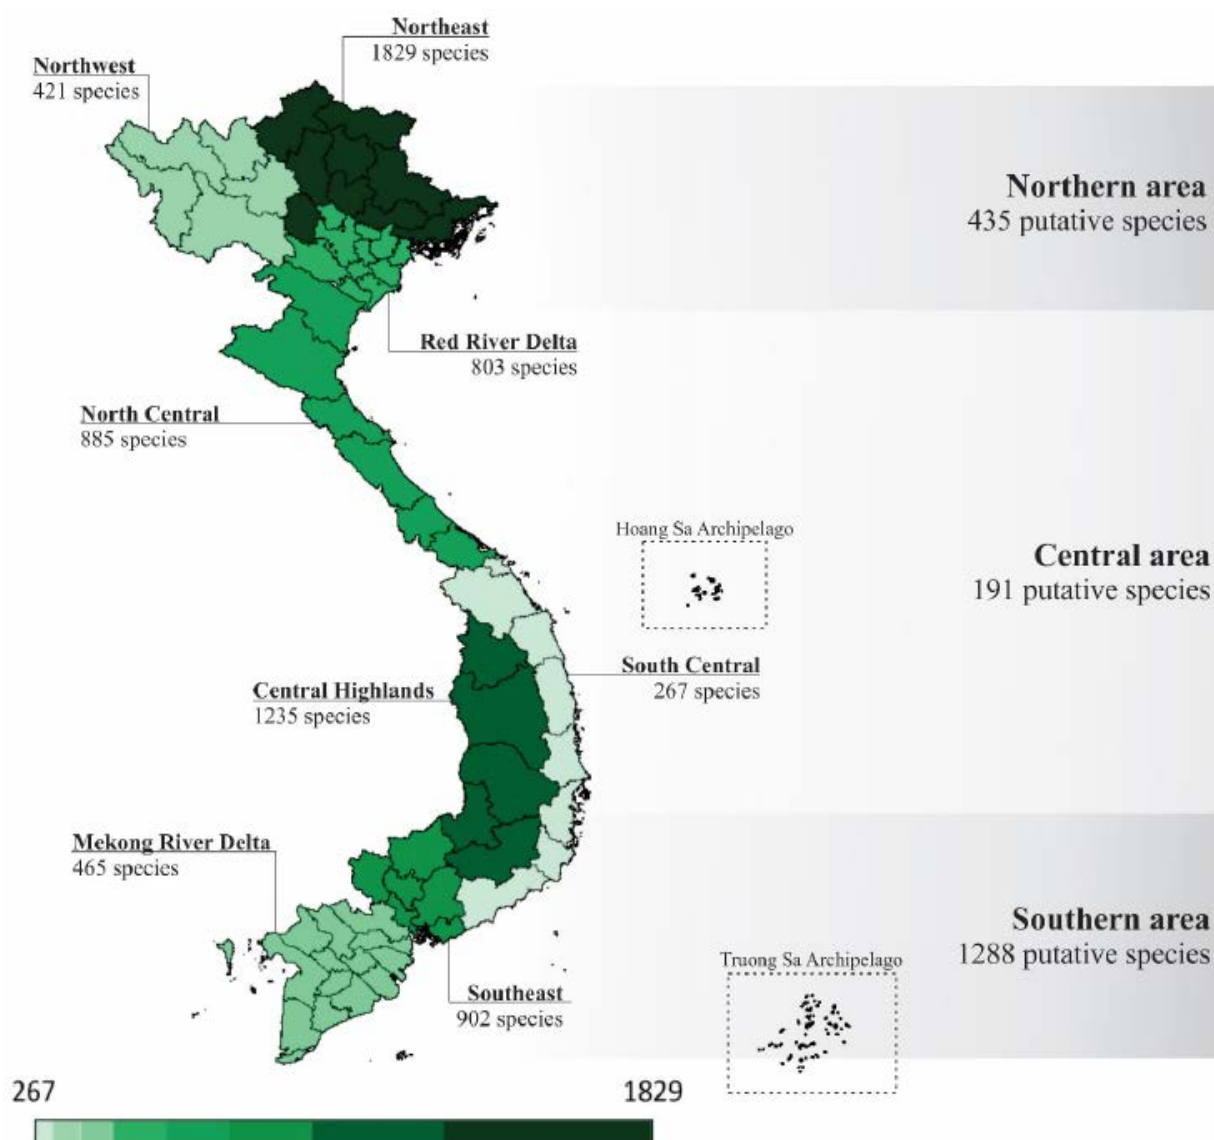 Northeast
1829 species
Northwest
421 species
Northern area
435 putative species
Red River Delta
803 species
North Central
885 species
Hoang Sa Archipelago
Central area
191 putative species
South Central
267 species
Central Highlands
1235 species
Mekong River Delta
465 species
Southern area
1288 putative species
Truong Sa Archipelago
Southeast
902 species
267
1829